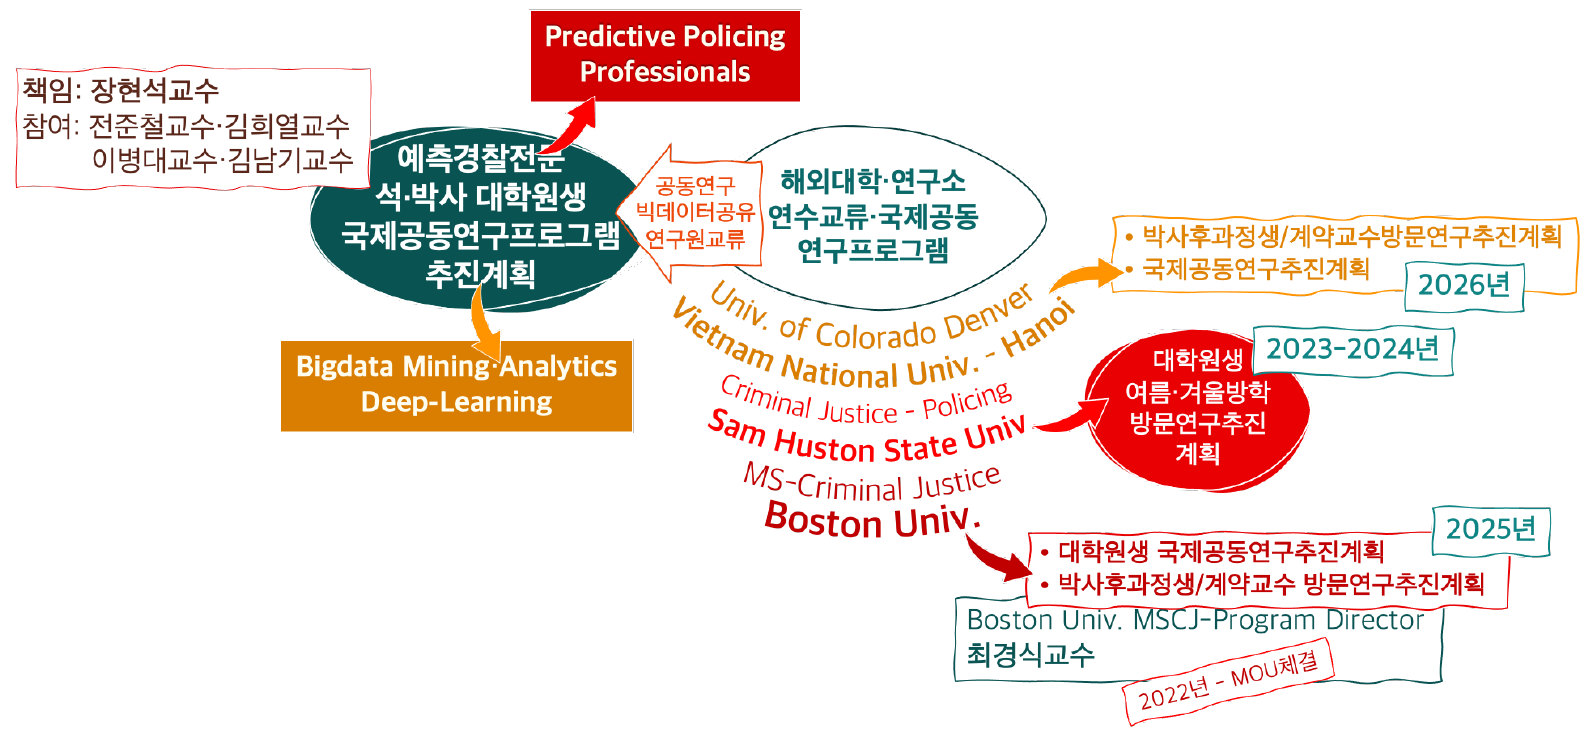 Predictive Policing
Professionals
책임: 장현석교수
참여: 전준철교수·김희열교수
이병대교수·김남기교수
예측경찰전문
석·박사 대학원생
국제공동연구프로그램
추진계획
공동연구
빅데이터공유
연구원교류
해외대학·연구소
연수교류·국제공동
연구프로그램
Bigdata Mining·Analytics
Deep-Learning
Univ. of Colorado Denver
Vietnam National Univ. - Hanoi
• 박사후과정생/계약교수방문연구추진계획
• 국제공동연구추진계획
2026년
Criminal Justice - Policing
Sam Huston State Univ
2023-2024년
대학원생
여름·겨울방학
방문연구추진
계획
MS-Criminal Justice
Boston Univ.
2025년
• 대학원생 국제공동연구추진계획
• 박사후과정생/계약교수 방문연구추진계획
Boston Univ. MSCJ-Program Director
최경식교수
2022년 - MOU체결